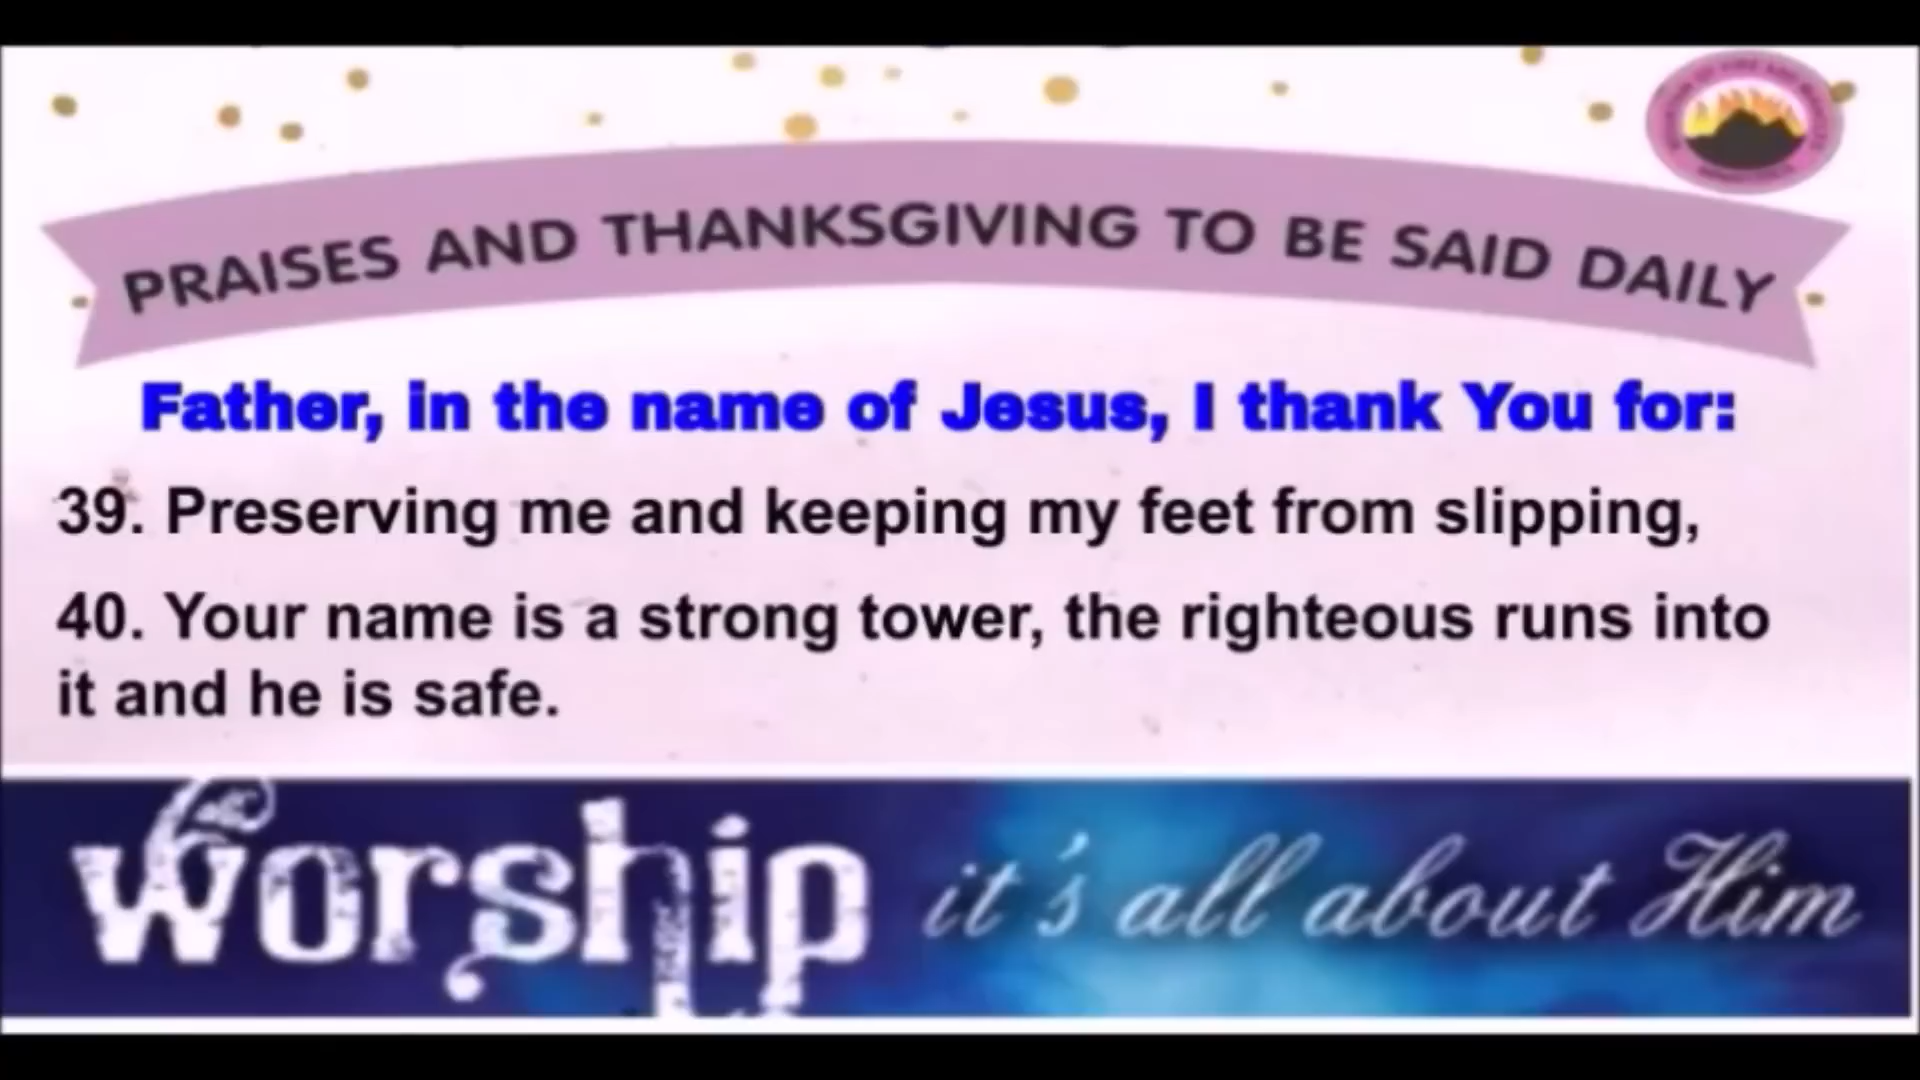 PRAISES AND THANKSGIVING TO BE SAID DAILY
Father, in the name of Jesus, I thank You for:
39. Preserving me and keeping my feet from slipping,
40. Your name is a strong tower, the righteous runs into
it and he is safe.
worship it's all about Him